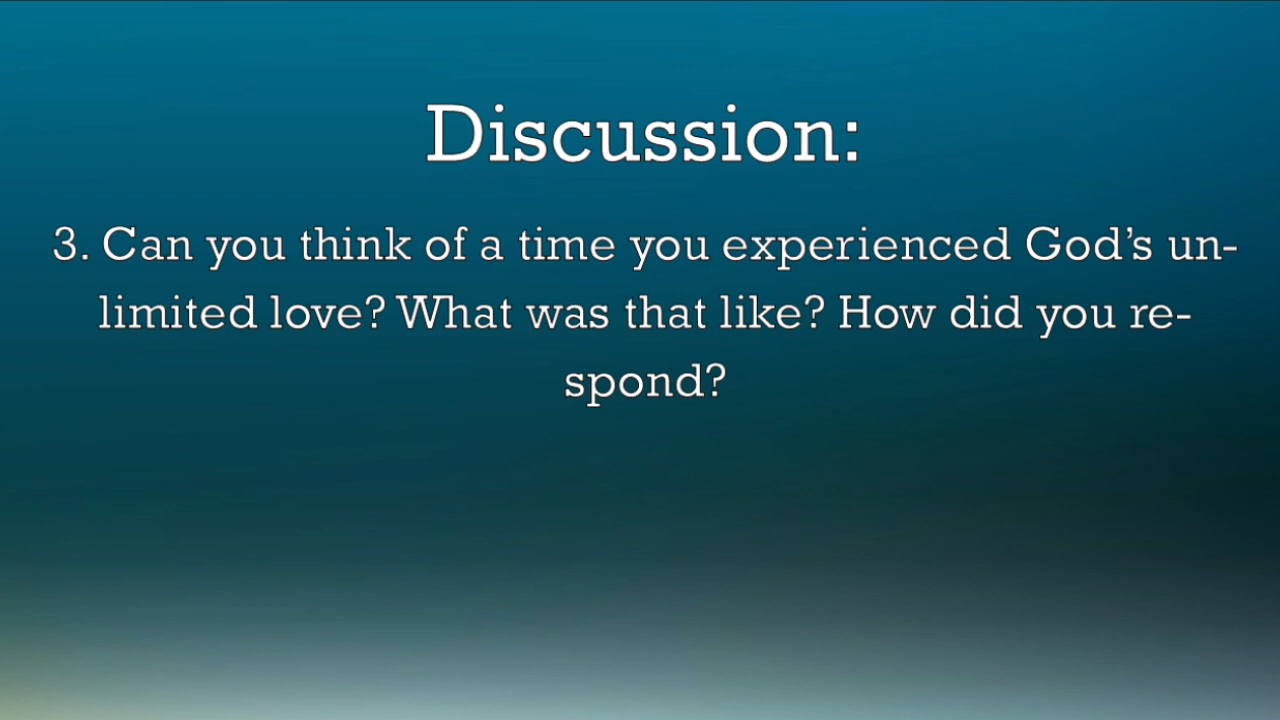 Discussion:
3. Can you think of a time you experienced God’s un-
limited love? What was that like? How did you re-
spond?